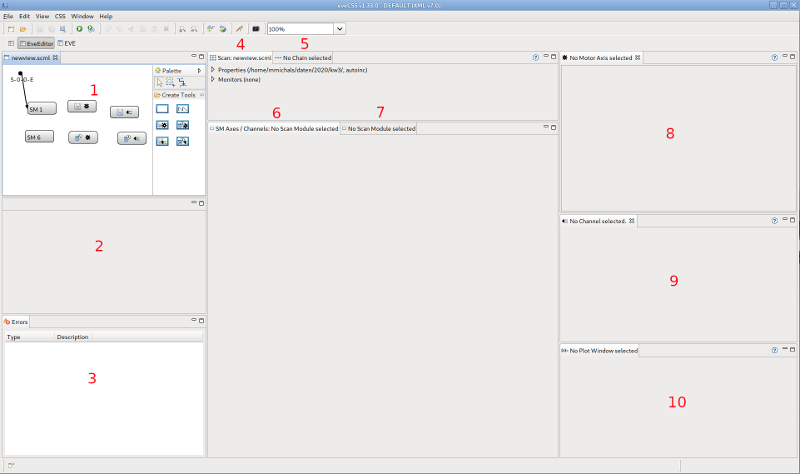 eveCSS v1.33.0 - DEFAULT (XML v7.0)
File Edit View CSS Window Help
100%
EveEditor EVE
4 5
newview.scml Scan: newview.scml No Chain selected No Motor Axis selected
Palette Properties (/home/mmichals/daten/2020/kw3/, autoinc)
S-0-0-E Monitors (none)
1
Create Tools
SM 1
6 7
SM Axes / Channels: No Scan Module selected No Scan Module selected
SM 6
8
No Channel selected.
2
9
Errors
Type Description
No Plot Window selected
3
10